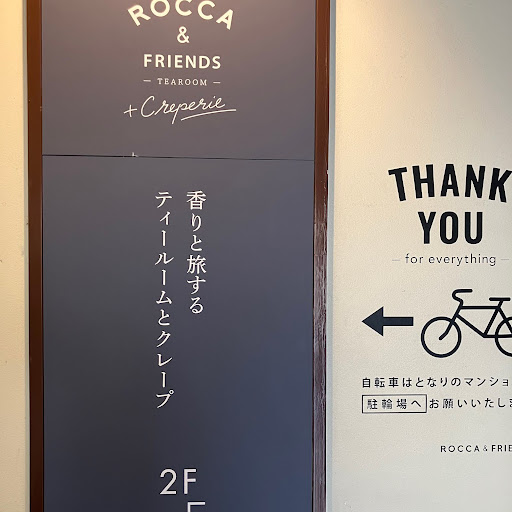 ROCCA
&
FRIENDS
— TEAROOM —
+ Creperie
香りと旅する
ティールームとクレープ
2F
THANK
YOU
— for everything —
自転車はとなりのマンショ
駐輪場へお願いいたしま
ROCCA & FRIE